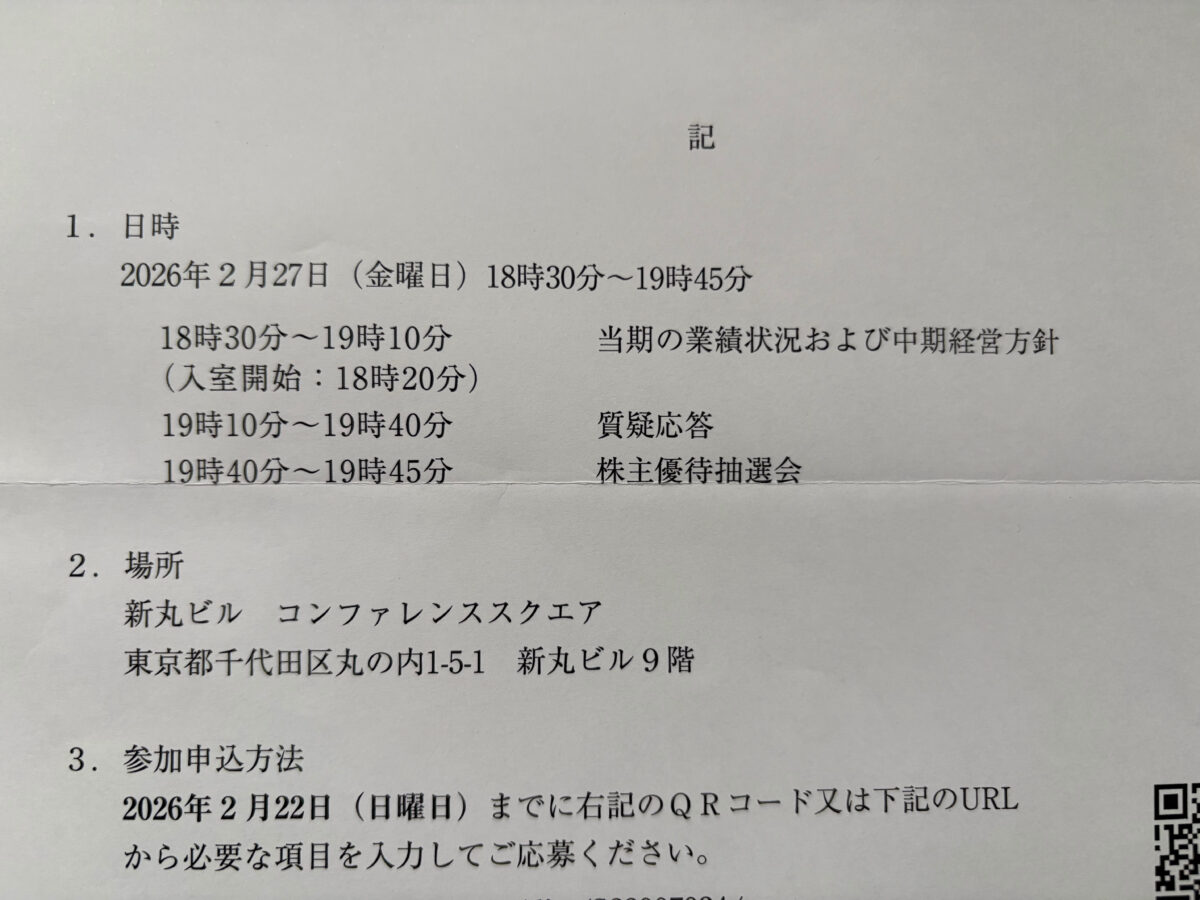 記
１．日時
2026年２月27日（金曜日）18時30分～19時45分
18時30分～19時10分　当期の業績状況および中期経営方針
（入室開始：18時20分）
19時10分～19時40分　質疑応答
19時40分～19時45分　株主優待抽選会
２．場所
新丸ビル　コンファレンススクエア
東京都千代田区丸の内1-5-1　新丸ビル９階
３．参加申込方法
2026年２月22日（日曜日）までに右記のＱＲコード又は下記のURL
から必要な項目を入力してご応募ください。